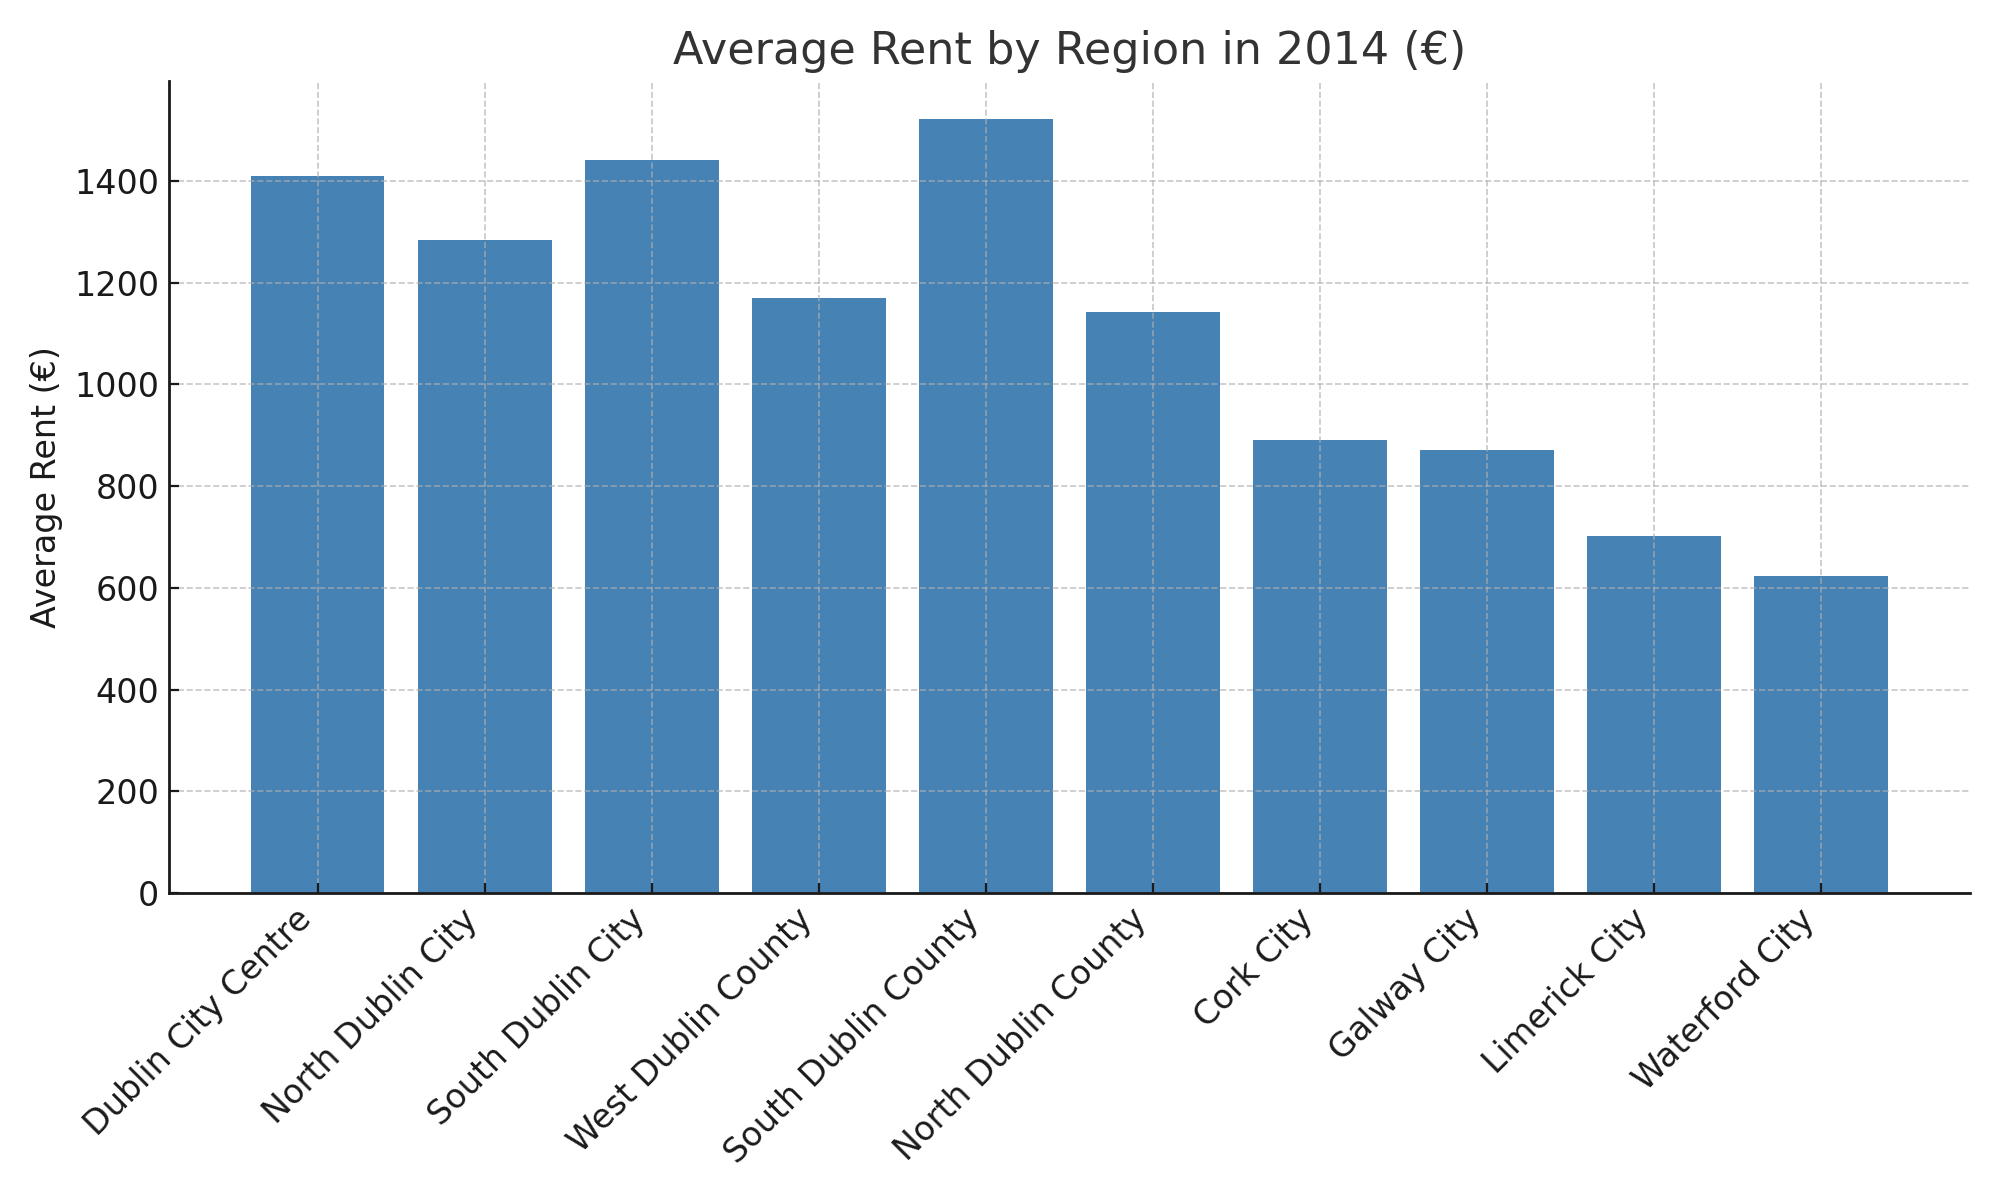 Average Rent by Region in 2014 (€)
Average Rent (€)
1400
1200
1000
800
600
400
200
0
Dublin City Centre
North Dublin City
South Dublin City
West Dublin County
South Dublin County
North Dublin County
Cork City
Galway City
Limerick City
Waterford City